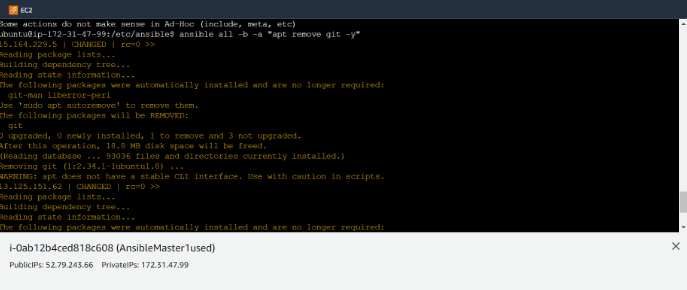 EC2
Some actions do not make sense in Ad-Hoc (include, meta, etc)
ubuntu@ip-172-31-47-99:/etc/ansible$ ansible all -b -a "apt remove git -y"
15.164.229.5 | CHANGED | rc=0 >>
Reading package lists...
Building dependency tree...
Reading state information...
The following packages were automatically installed and are no longer required:
  git-man liberror-perl
Use 'sudo apt autoremove' to remove them.
The following packages will be REMOVED:
  git
0 upgraded, 0 newly installed, 1 to remove and 3 not upgraded.
After this operation, 18.8 MB disk space will be freed.
(Reading database ... 93036 files and directories currently installed.)
Removing git (1:2.34.1-1ubuntu1.8) ...
WARNING: apt does not have a stable CLI interface. Use with caution in scripts.
13.125.151.62 | CHANGED | rc=0 >>
Reading package lists...
Building dependency tree...
Reading state information...
The following packages were automatically installed and are no longer required:
i-0ab12b4ced818c608 (AnsibleMaster1used)
PublicIPs: 52.79.243.66 PrivateIPs: 172.31.47.99